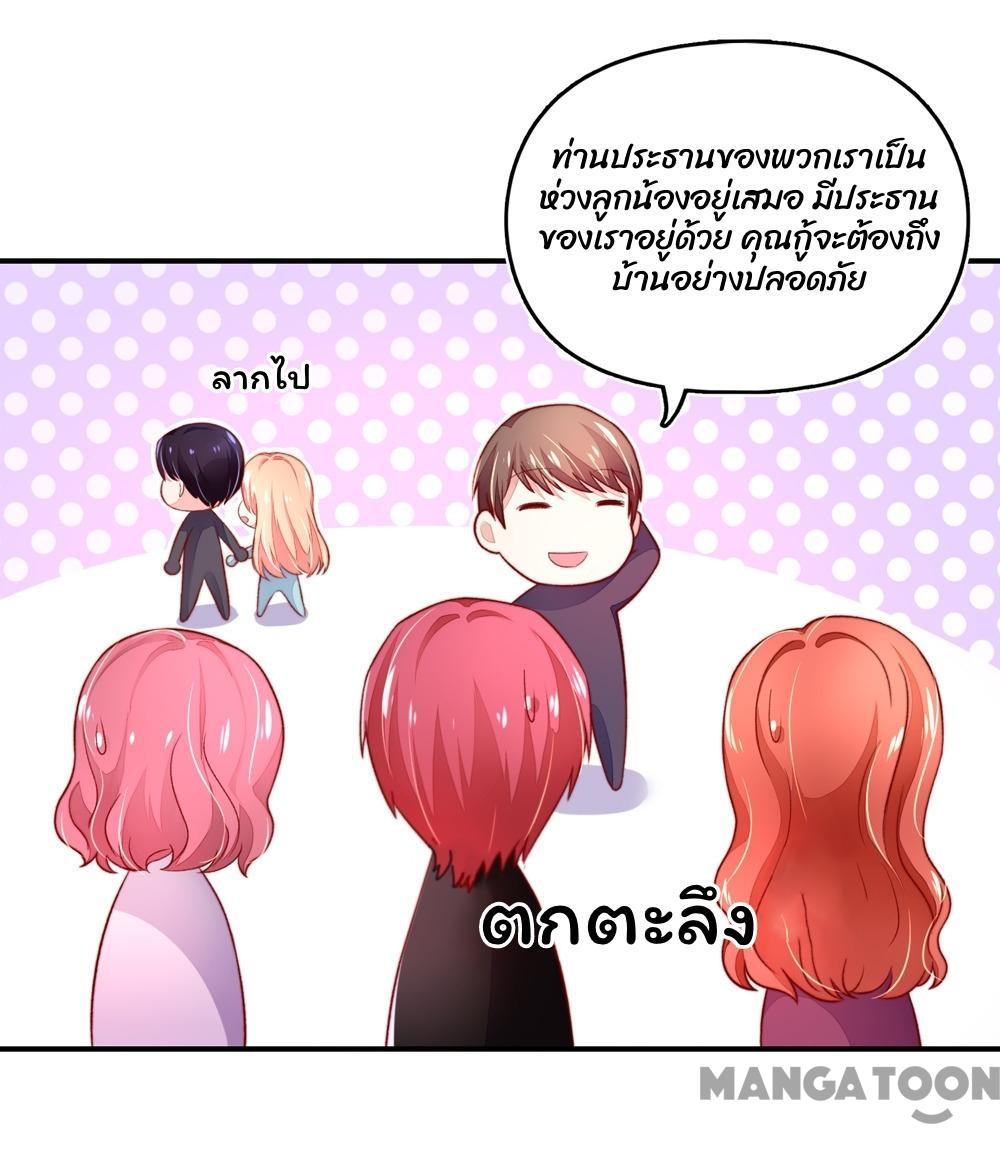 ท่านประธานของพวกเราเป็น
ห่วงลูกน้องอยู่เสมอ มีประธาน
ของเราอยู่ด้วย คุณกู้จะต้องถึง
บ้านอย่างปลอดภัย
ลากไป
ตกตะลึง
MANGATOON